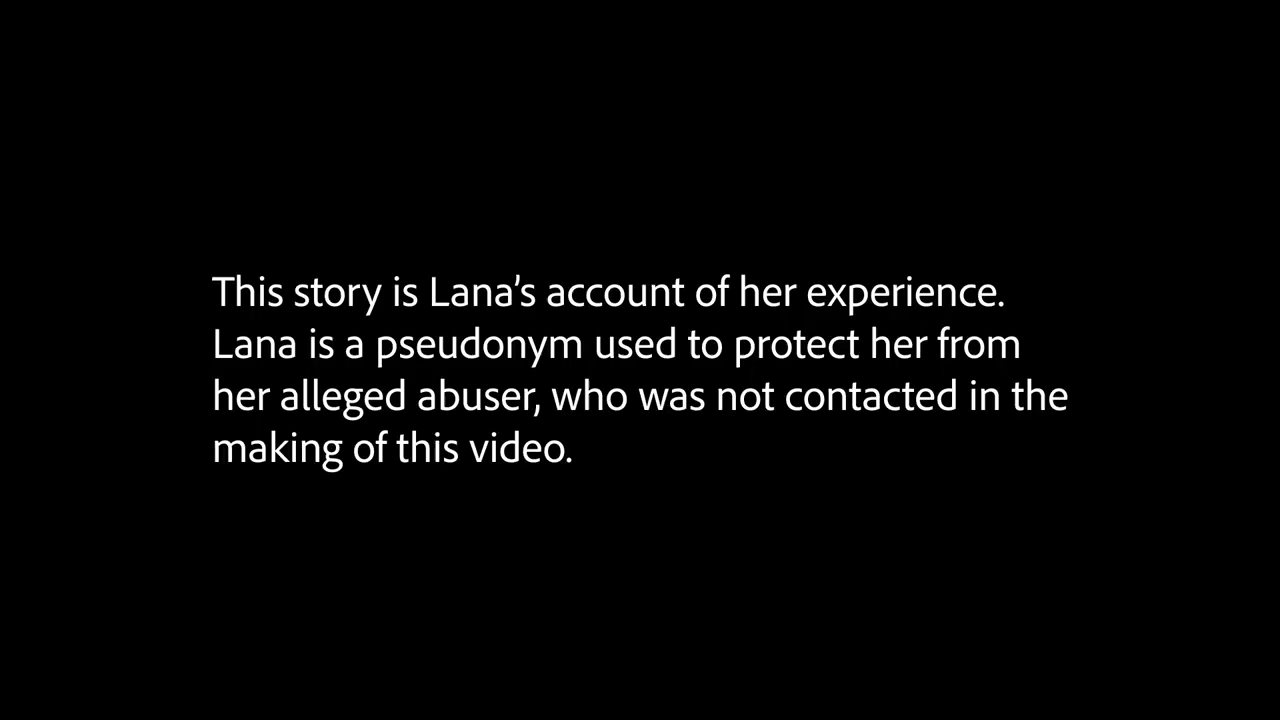 This story is Lana’s account of her experience.
Lana is a pseudonym used to protect her from
her alleged abuser, who was not contacted in the
making of this video.